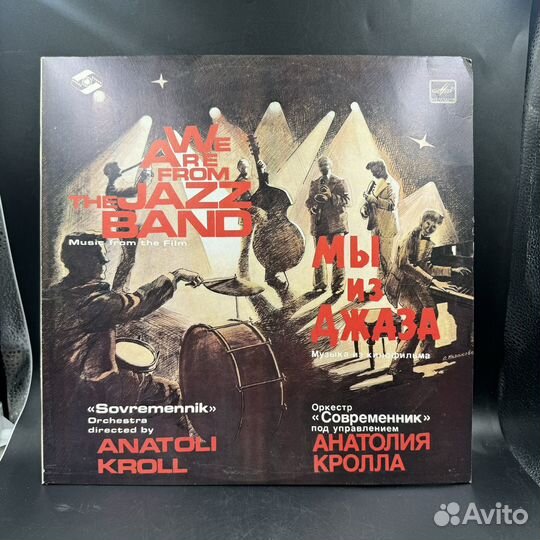 WE
ARE
FROM
THE JAZZ
BAND
Music from the Film
МЫ
ИЗ
ДЖАЗА
Музыка из кинофильма
«Sovremennik»
Orchestra
directed by
ANATOLI
KROLL
Оркестр
«Современник»
под управлением
АНАТОЛИЯ
КРОЛЛА
Avito